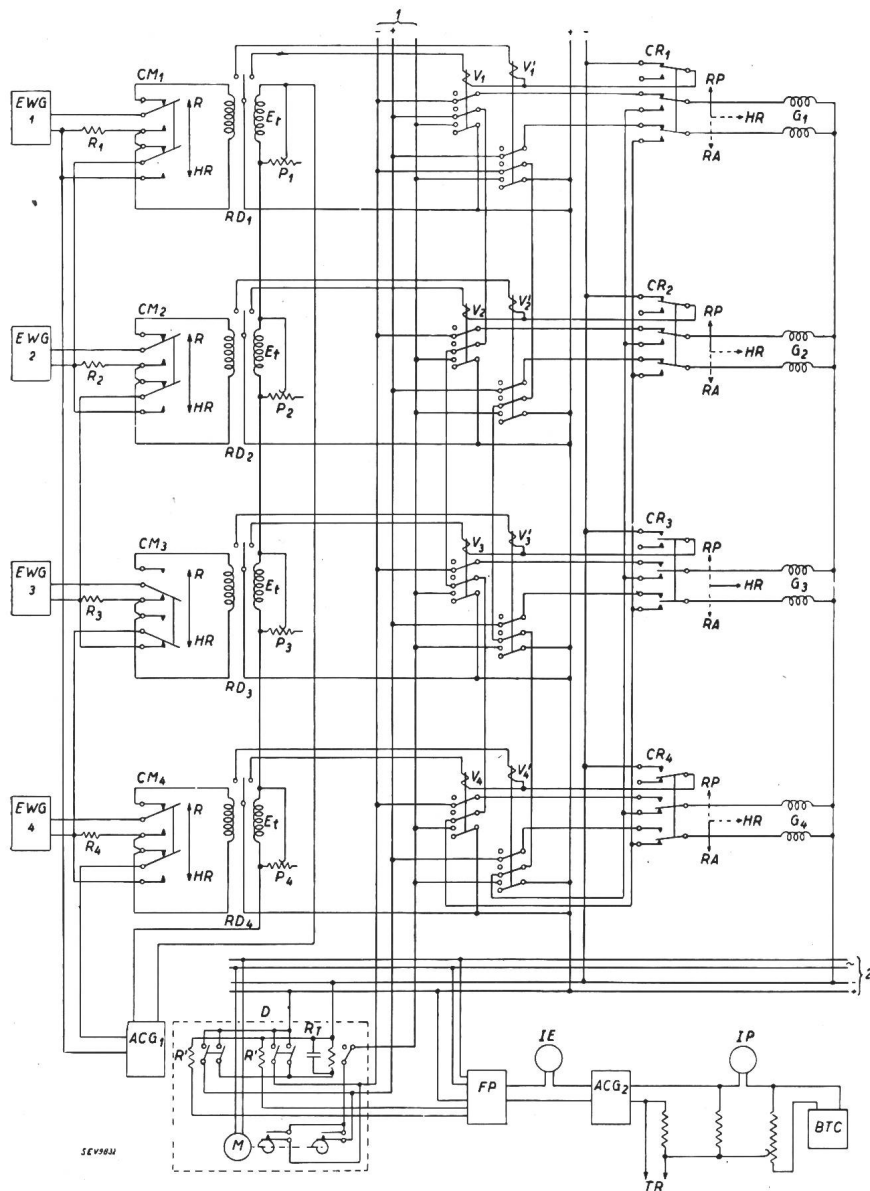 1
- + + -
CM₁ R HR EWG 1 R₁ Eₜ P₁ RD₁ V₁ V₁' CR₁ RP HR RA G₁
CM₂ R HR EWG 2 R₂ Eₜ P₂ RD₂ V₂ V₂' CR₂ RP HR RA G₂
CM₃ R HR EWG 3 R₃ Eₜ P₃ RD₃ V₃ V₃' CR₃ RP HR RA G₃
CM₄ R HR EWG 4 R₄ Eₜ P₄ RD₄ V₄ V₄' CR₄ RP HR RA G₄
~ - + 2
ACG₁ D R' R' R_T M
FP IE ACG₂ IP BTC TR
SEV9832